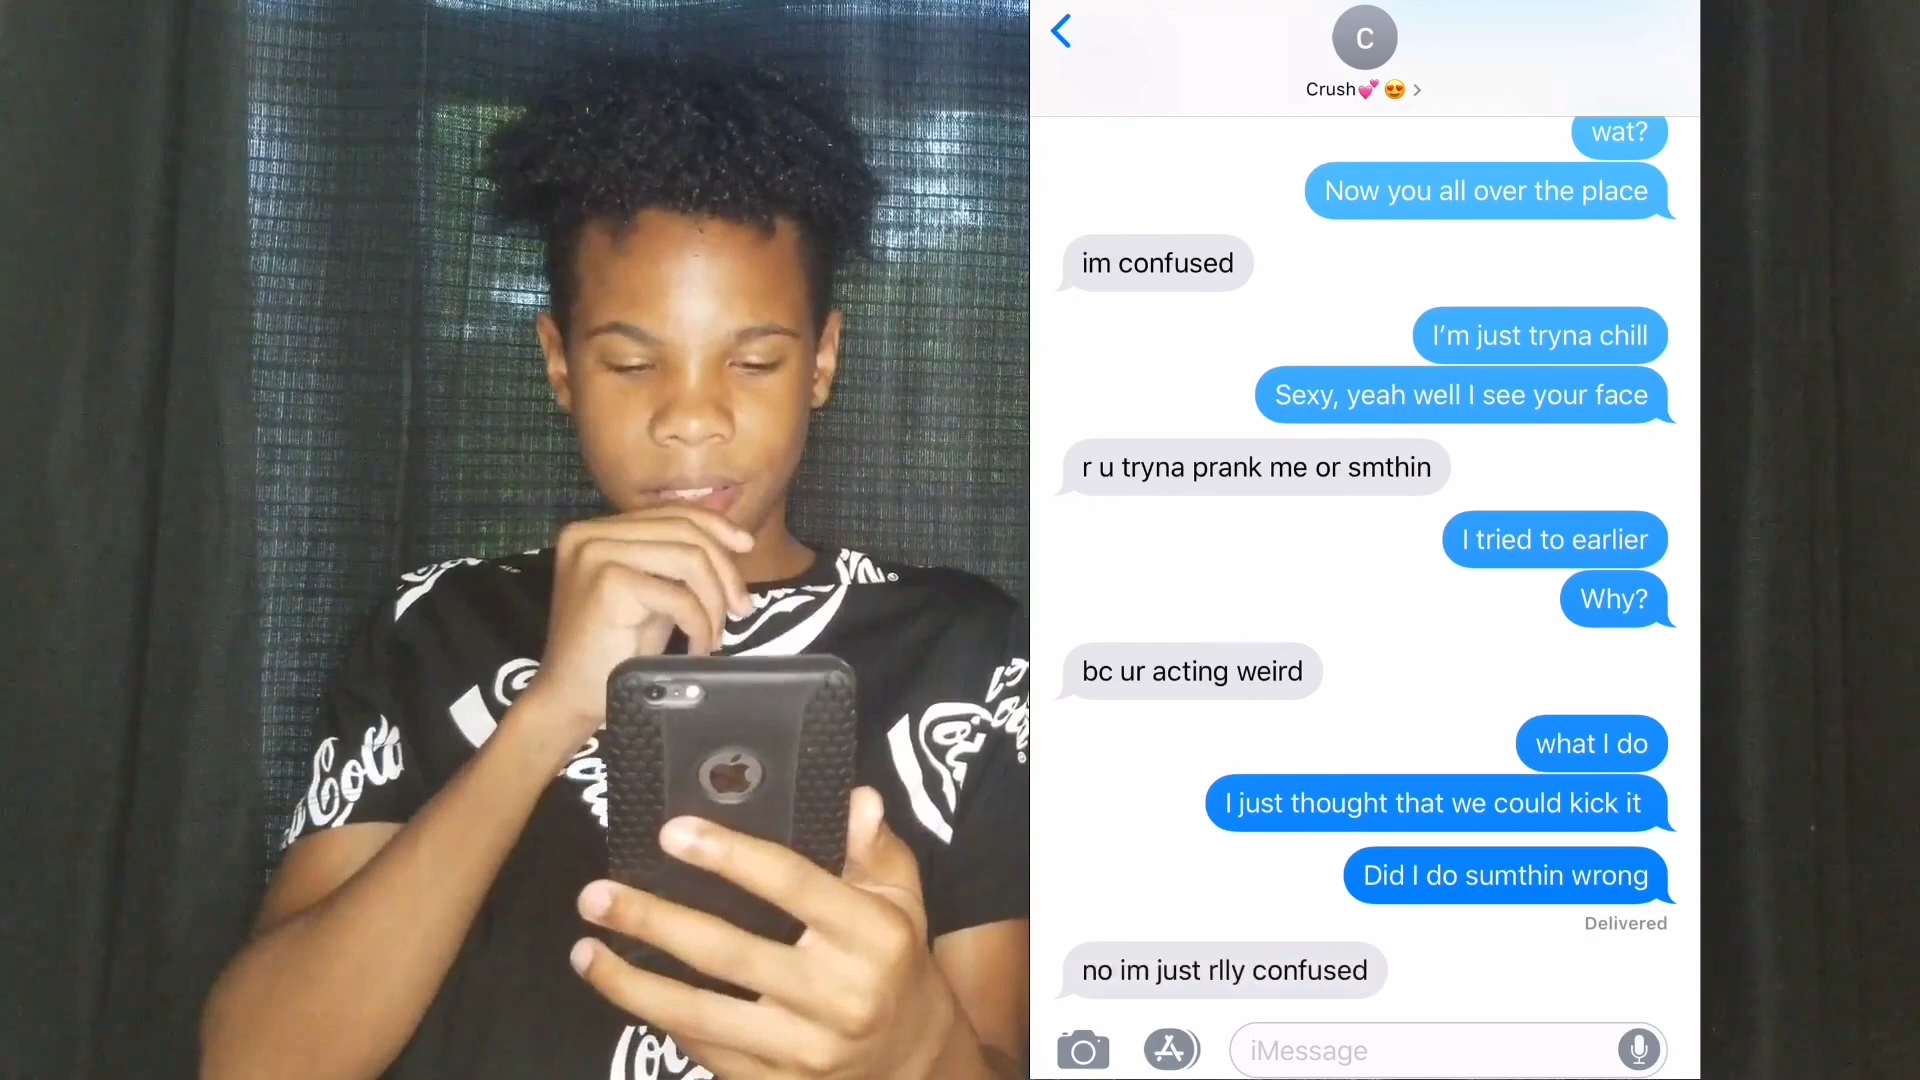 C
Crush💕😍 >
wat?
Now you all over the place
im confused
I'm just tryna chill
Sexy, yeah well I see your face
r u tryna prank me or smthin
I tried to earlier
Why?
bc ur acting weird
what I do
I just thought that we could kick it
Did I do sumthin wrong
Delivered
no im just rlly confused
iMessage
Cola